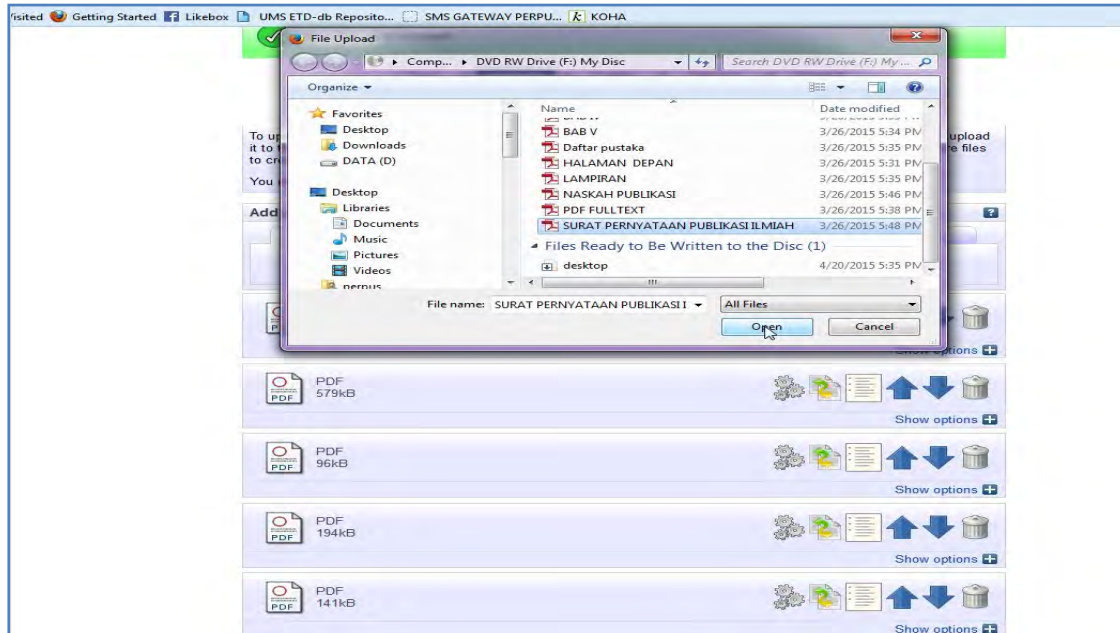 isited Getting Started Likebox UMS ETD-db Reposito... SMS GATEWAY PERPU... KOHA
File Upload
Comp... DVD RW Drive (F:) My Disc Search DVD RW Drive (F:) My ...
Organize
Favorites
Desktop
Downloads
DATA (D)
Desktop
Libraries
Documents
Music
Pictures
Videos
perpus
Name Date modified
BAB V 3/26/2015 5:34 PM
Daftar pustaka 3/26/2015 5:35 PM
HALAMAN DEPAN 3/26/2015 5:31 PM
LAMPIRAN 3/26/2015 5:35 PM
NASKAH PUBLIKASI 3/26/2015 5:46 PM
PDF FULLTEXT 3/26/2015 5:38 PM
SURAT PERNYATAAN PUBLIKASI ILMIAH 3/26/2015 5:48 PM
Files Ready to Be Written to the Disc (1)
desktop 4/20/2015 5:35 PM
File name: SURAT PERNYATAAN PUBLIKASI I All Files
Open Cancel
To up upload
it to e files
to cr
You
Add
Show options
PDF PDF
579kB
Show options
PDF PDF
96kB
Show options
PDF PDF
194kB
Show options
PDF PDF
141kB
Show options